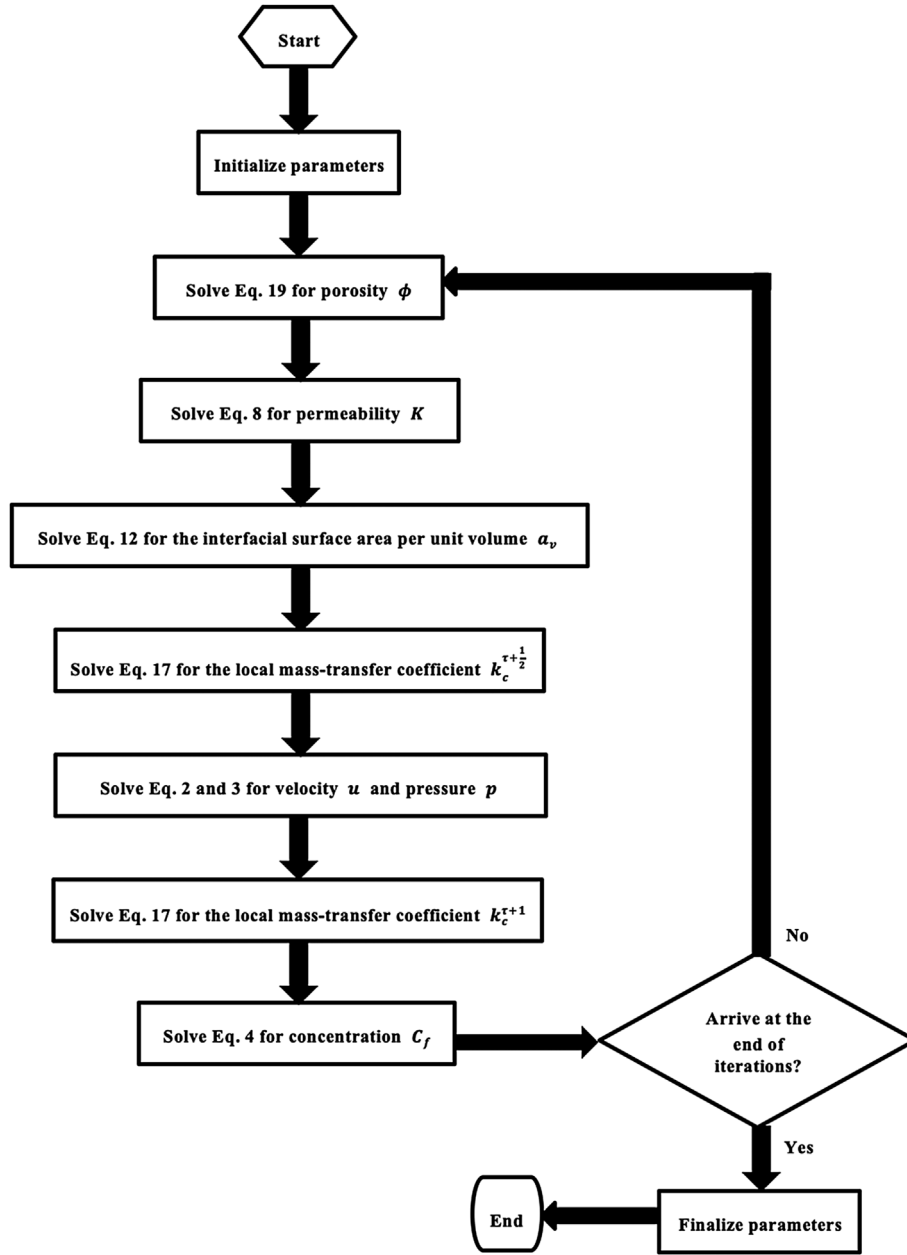 Start
Initialize parameters
Solve Eq. 19 for porosity ϕ
Solve Eq. 8 for permeability K
Solve Eq. 12 for the interfacial surface area per unit volume a_v
Solve Eq. 17 for the local mass-transfer coefficient k_c^{τ+\frac{1}{2}}
Solve Eq. 2 and 3 for velocity u and pressure p
Solve Eq. 17 for the local mass-transfer coefficient k_c^{τ+1}
Solve Eq. 4 for concentration C_f
No
Arrive at the
end of
iterations?
Yes
Finalize parameters
End